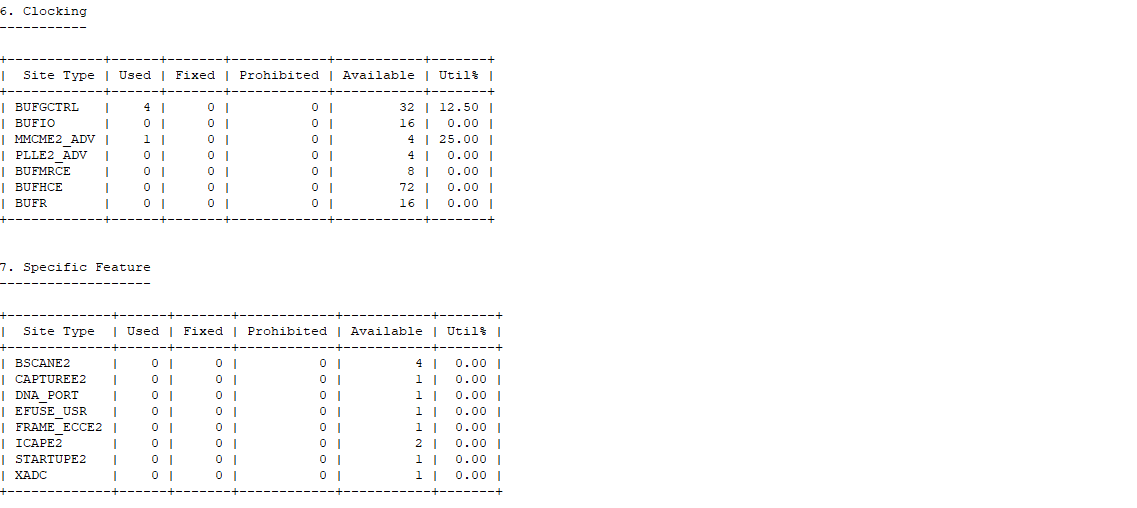 6. Clocking
-----------
+------------+------+-------+------------+-----------+-------+
|  Site Type | Used | Fixed | Prohibited | Available | Util% |
+------------+------+-------+------------+-----------+-------+
| BUFGCTRL   |    4 |     0 |          0 |        32 | 12.50 |
| BUFIO      |    0 |     0 |          0 |        16 |  0.00 |
| MMCME2_ADV |    1 |     0 |          0 |         4 | 25.00 |
| PLLE2_ADV  |    0 |     0 |          0 |         4 |  0.00 |
| BUFMRCE    |    0 |     0 |          0 |         8 |  0.00 |
| BUFHCE     |    0 |     0 |          0 |        72 |  0.00 |
| BUFR       |    0 |     0 |          0 |        16 |  0.00 |
+------------+------+-------+------------+-----------+-------+
7. Specific Feature
-------------------
+-------------+------+-------+------------+-----------+-------+
|  Site Type  | Used | Fixed | Prohibited | Available | Util% |
+-------------+------+-------+------------+-----------+-------+
| BSCANE2     |    0 |     0 |          0 |         4 |  0.00 |
| CAPTUREE2   |    0 |     0 |          0 |         1 |  0.00 |
| DNA_PORT    |    0 |     0 |          0 |         1 |  0.00 |
| EFUSE_USR   |    0 |     0 |          0 |         1 |  0.00 |
| FRAME_ECCE2 |    0 |     0 |          0 |         1 |  0.00 |
| ICAPE2      |    0 |     0 |          0 |         2 |  0.00 |
| STARTUPE2   |    0 |     0 |          0 |         1 |  0.00 |
| XADC        |    0 |     0 |          0 |         1 |  0.00 |
+-------------+------+-------+------------+-----------+-------+